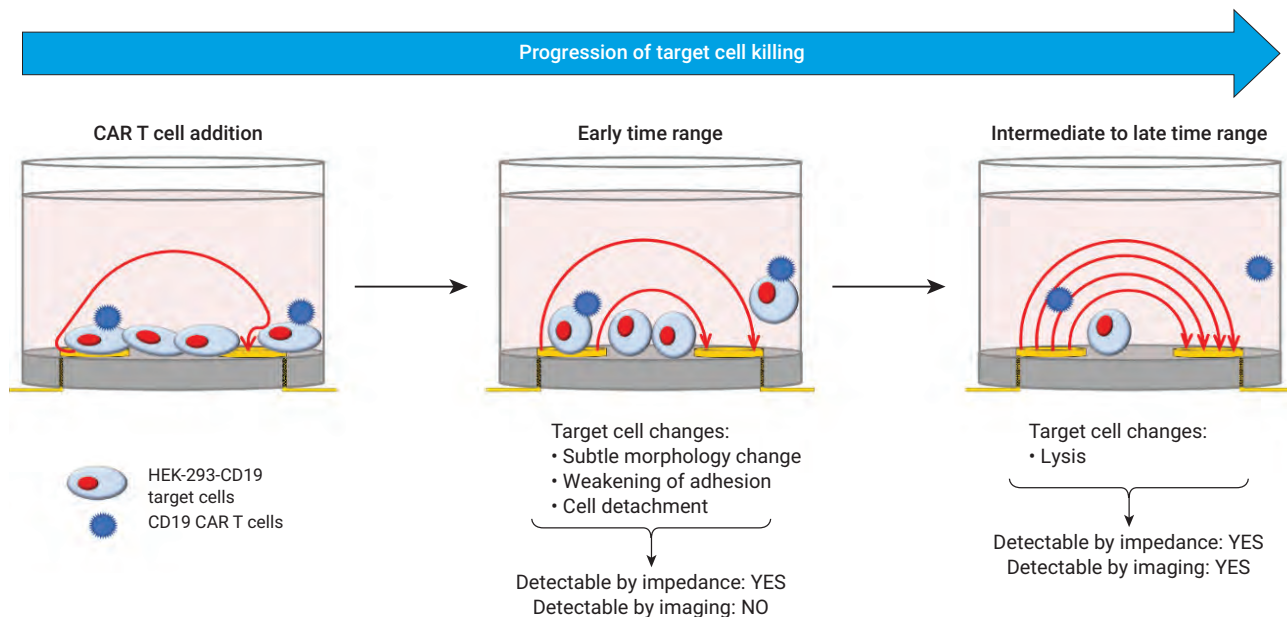 Progression of target cell killing
CAR T cell addition
Early time range
Intermediate to late time range
Target cell changes:
• Subtle morphology change
• Weakening of adhesion
• Cell detachment
Detectable by impedance: YES
Detectable by imaging: NO
Target cell changes:
• Lysis
Detectable by impedance: YES
Detectable by imaging: YES
HEK-293-CD19
target cells
CD19 CAR T cells